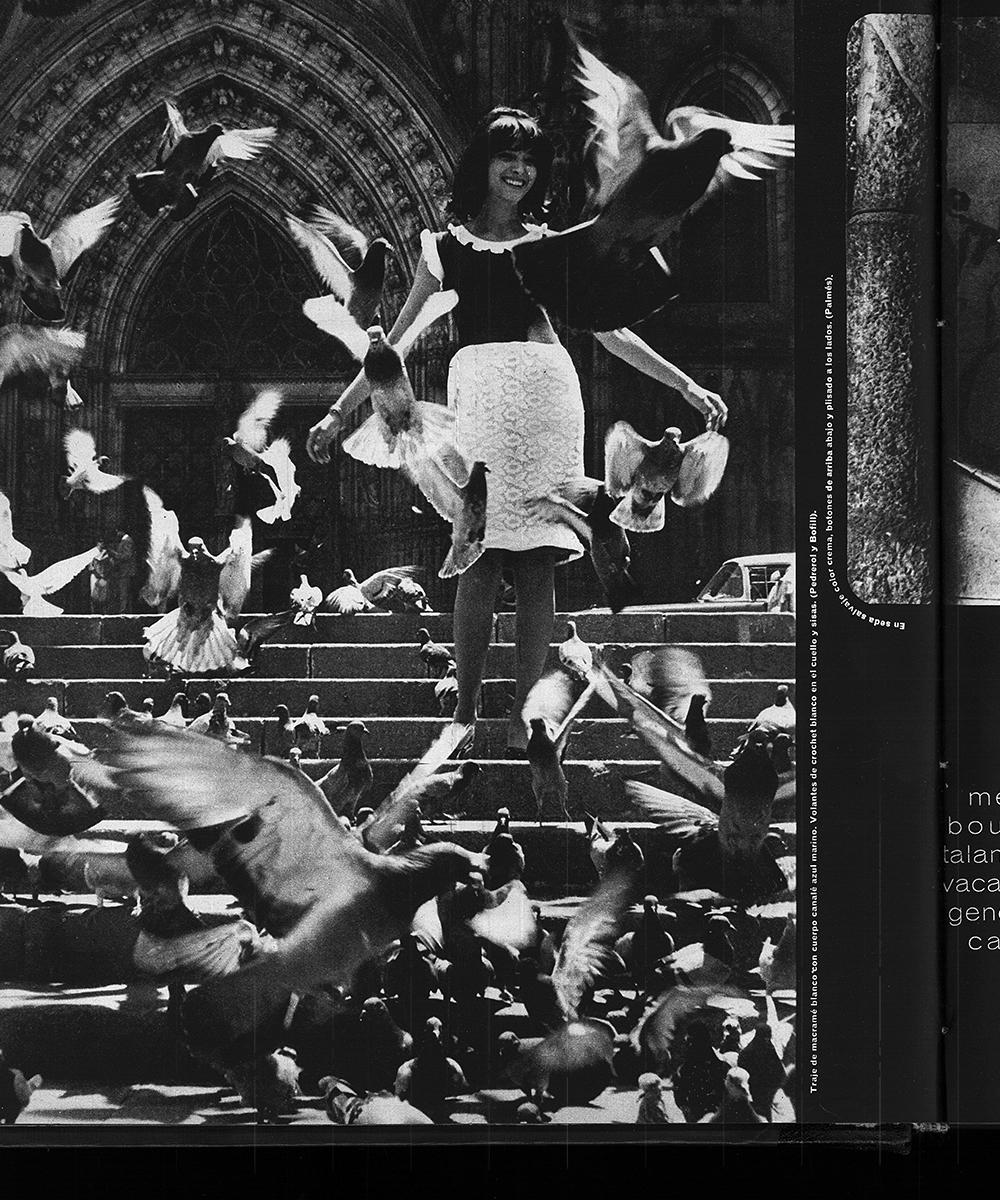 Traje de macramé blanco con cuerpo canalé azul marino. Volantes de crochet blanco en el cuello y sisas. (Pedrerol y Bofill).
En seda salvaje color crema, botones de arriba abajo y plisado a los lados. (Palmés).
me
bou
talan
vaca
gene
ca